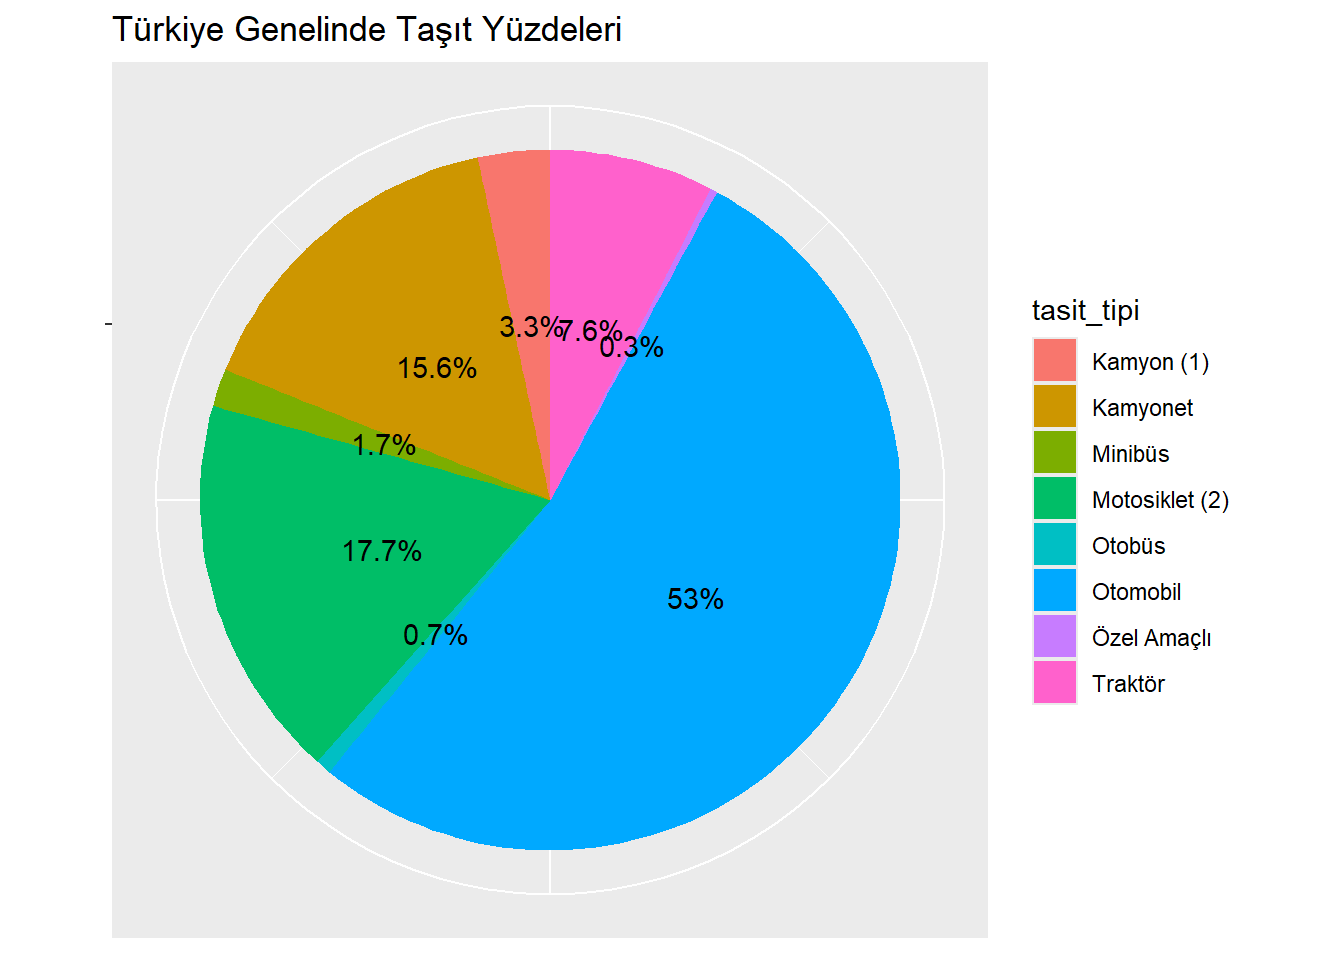 Türkiye Genelinde Taşıt Yüzdeleri
3.3%
7.6%
0.3%
15.6%
1.7%
17.7%
53%
0.7%
tasit_tipi
Kamyon (1)
Kamyonet
Minibüs
Motosiklet (2)
Otobüs
Otomobil
Özel Amaçlı
Traktör